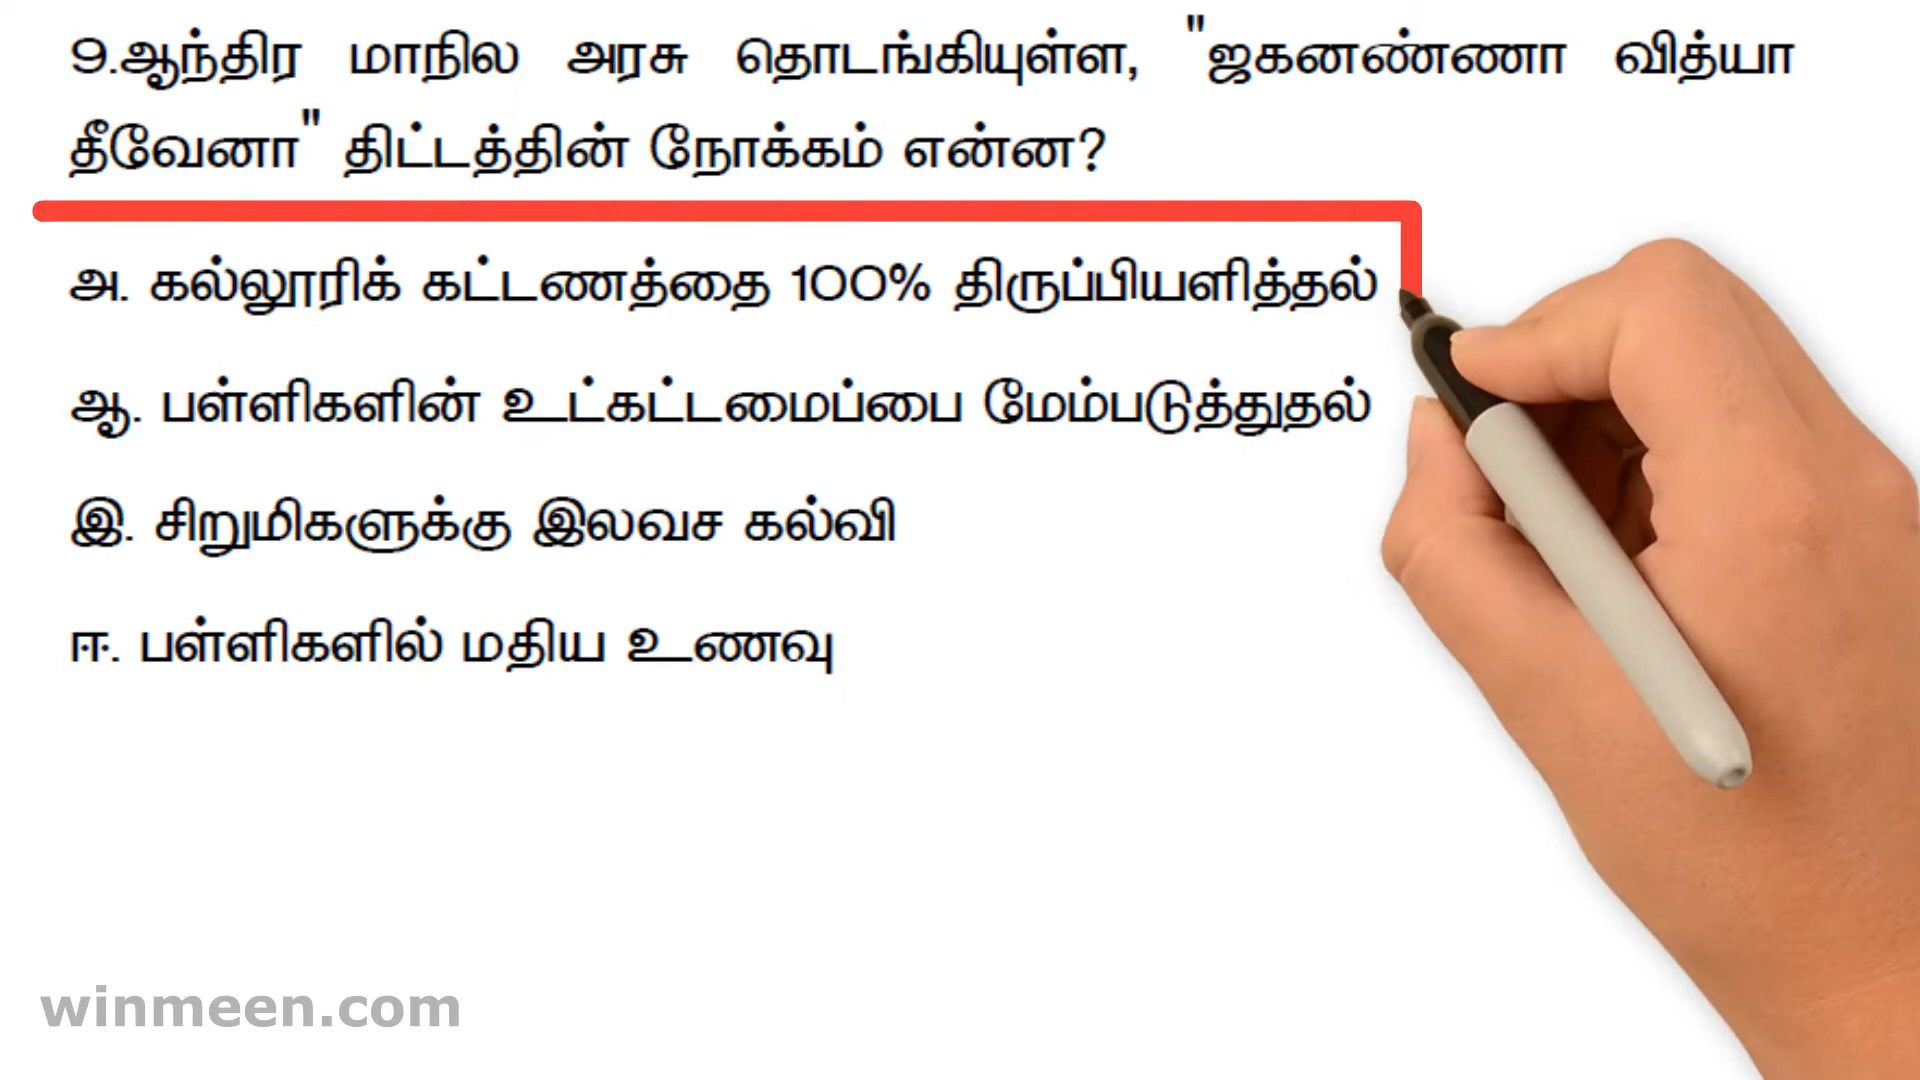 9.ஆந்திர மாநில அரசு தொடங்கியுள்ள, "ஜகனண்ணா வித்யா
தீவேனா" திட்டத்தின் நோக்கம் என்ன?
அ. கல்லூரிக் கட்டணத்தை 100% திருப்பியளித்தல்
ஆ. பள்ளிகளின் உட்கட்டமைப்பை மேம்படுத்துதல்
இ. சிறுமிகளுக்கு இலவச கல்வி
ஈ. பள்ளிகளில் மதிய உணவு
winmeen.com